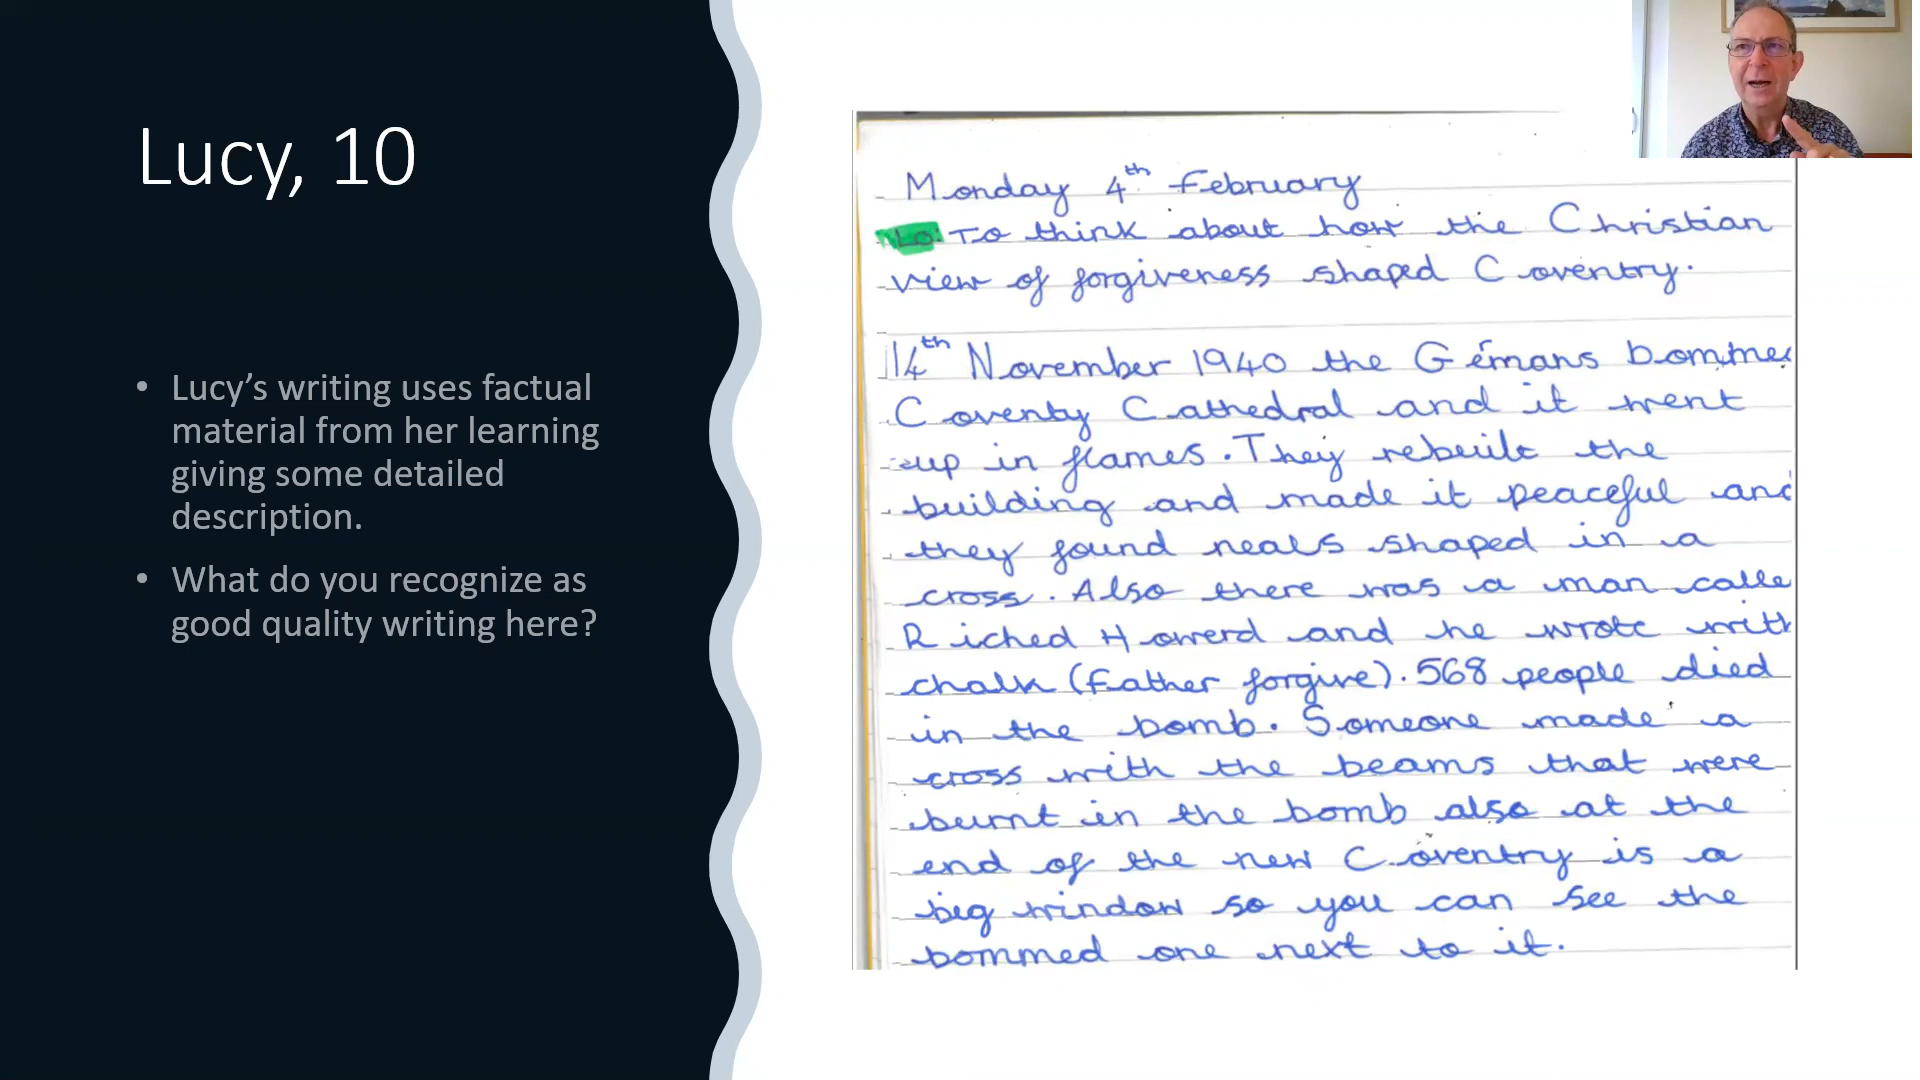 Lucy, 10
• Lucy’s writing uses factual
material from her learning
giving some detailed
description.
• What do you recognize as
good quality writing here?
Monday 4th February
Lo To think about how the Christian
view of forgiveness shaped Coventry.
14th November 1940 the Gemans bomme
Coventy Cathedral and it went
up in flames. They rebuilt the
building and made it peaceful and
they found neals shaped in a
cross. Also there was a man calle
Riched Howerd and he wrote with
chalk (Father forgive). 568 people died
in the bomb. Someone made a
cross with the beams that were
burnt in the bomb also at the
end of the new Coventry is a
big window so you can see the
bommed one next to it.